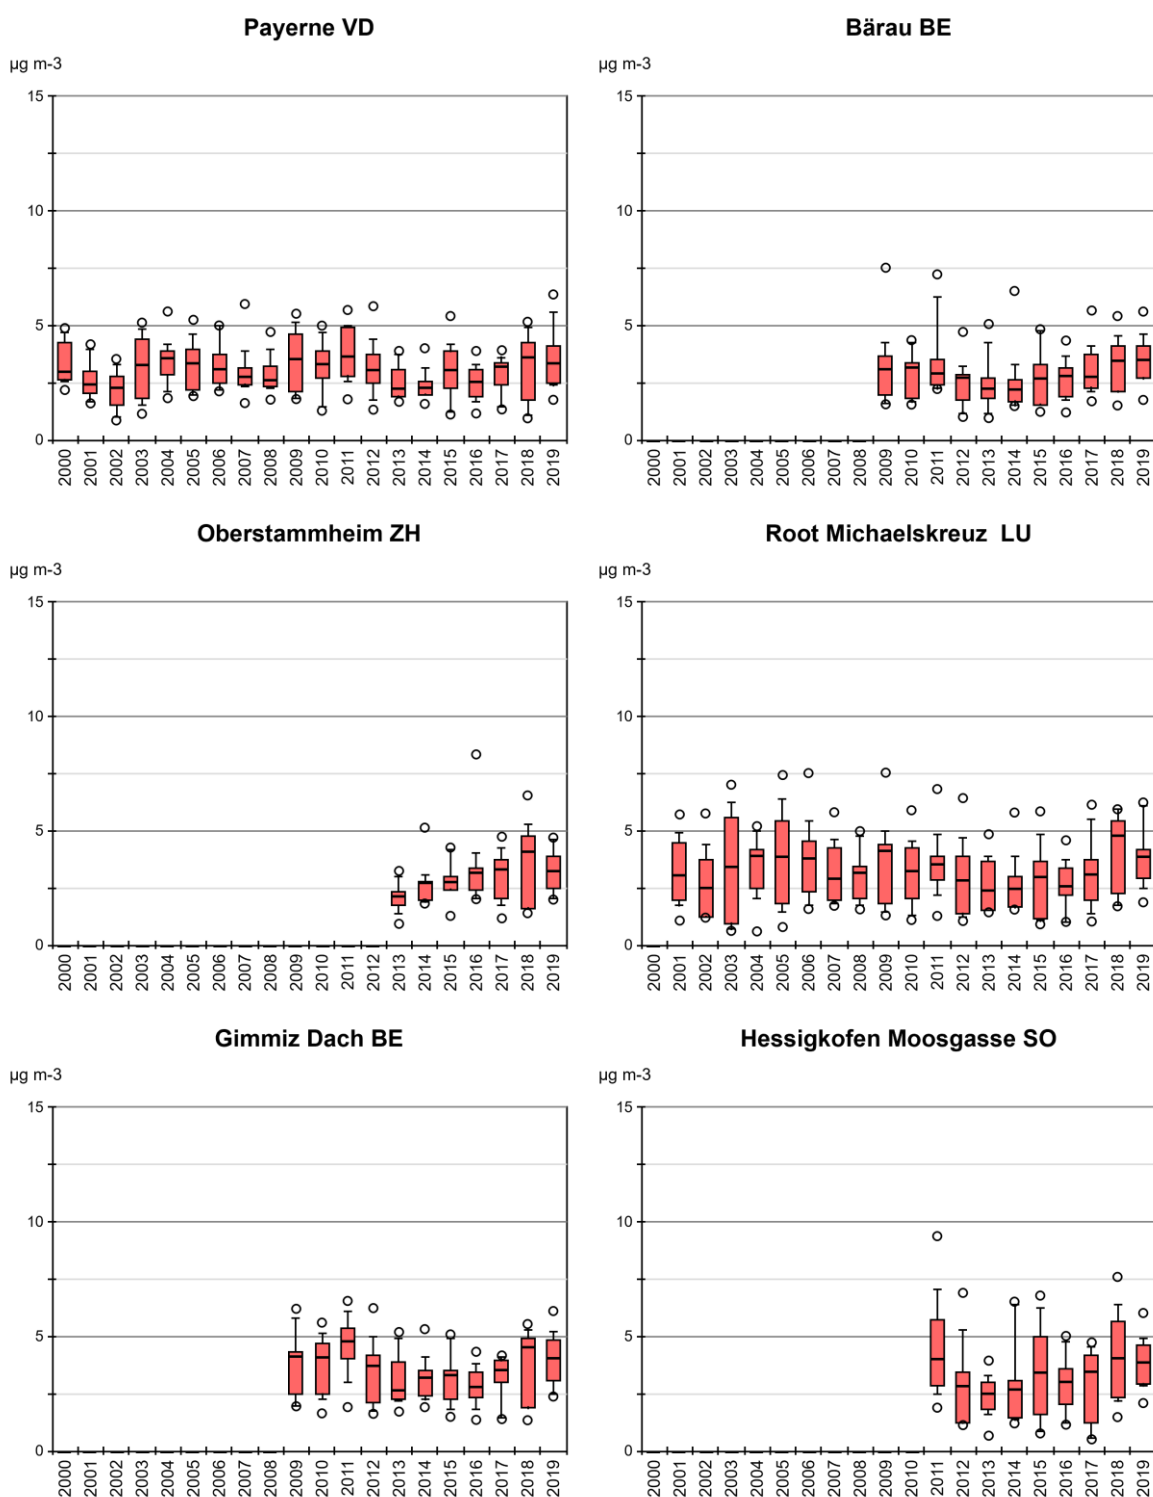 Payerne VD Bärau BE
µg m-3 µg m-3
15 15
10 10
5 5
0 0
2000 2001 2002 2003 2004 2005 2006 2007 2008 2009 2010 2011 2012 2013 2014 2015 2016 2017 2018 2019 2000 2001 2002 2003 2004 2005 2006 2007 2008 2009 2010 2011 2012 2013 2014 2015 2016 2017 2018 2019
Oberstammheim ZH Root Michaelskreuz LU
µg m-3 µg m-3
15 15
10 10
5 5
0 0
2000 2001 2002 2003 2004 2005 2006 2007 2008 2009 2010 2011 2012 2013 2014 2015 2016 2017 2018 2019 2000 2001 2002 2003 2004 2005 2006 2007 2008 2009 2010 2011 2012 2013 2014 2015 2016 2017 2018 2019
Gimmiz Dach BE Hessigkofen Moosgasse SO
µg m-3 µg m-3
15 15
10 10
5 5
0 0
2000 2001 2002 2003 2004 2005 2006 2007 2008 2009 2010 2011 2012 2013 2014 2015 2016 2017 2018 2019 2000 2001 2002 2003 2004 2005 2006 2007 2008 2009 2010 2011 2012 2013 2014 2015 2016 2017 2018 2019